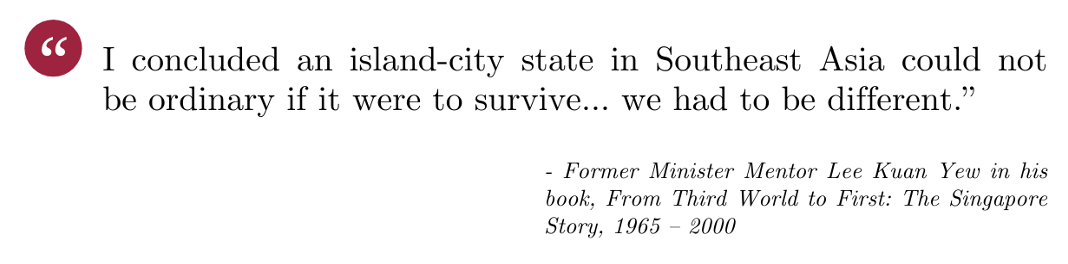 “ I concluded an island-city state in Southeast Asia could not
be ordinary if it were to survive... we had to be different.”
- Former Minister Mentor Lee Kuan Yew in his
book, From Third World to First: The Singapore
Story, 1965 – 2000